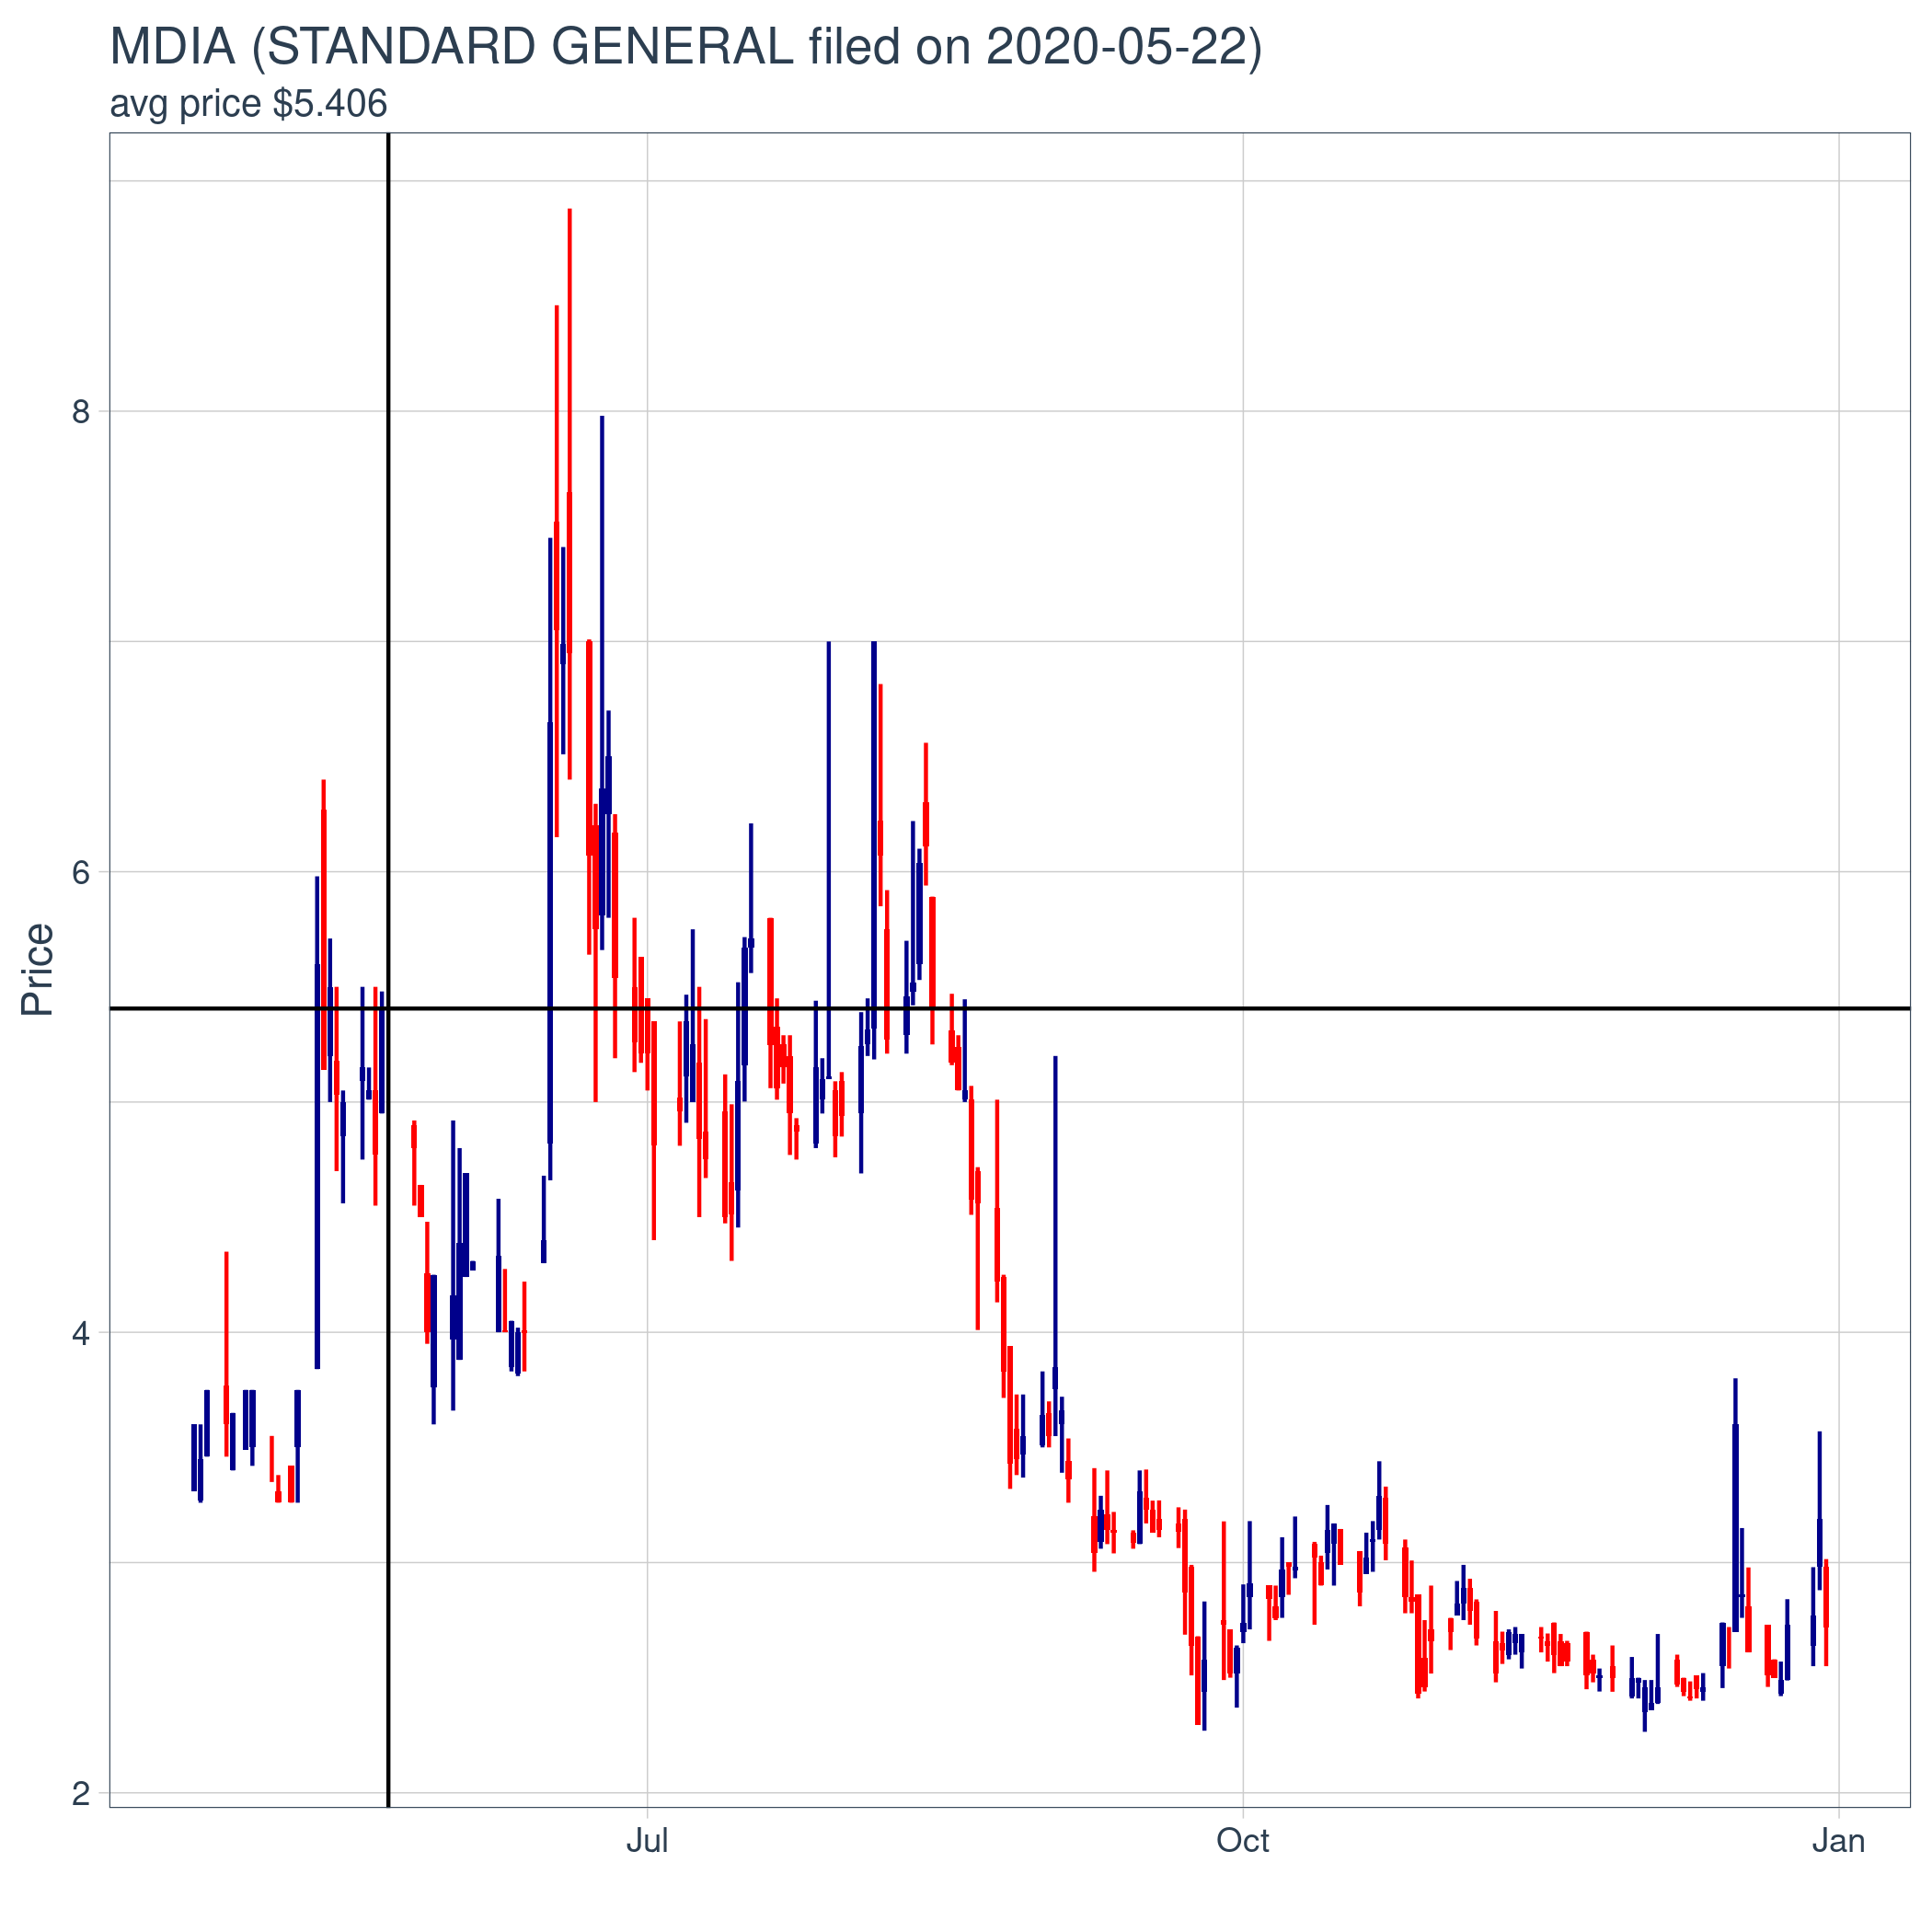 MDIA (STANDARD GENERAL filed on 2020-05-22)
avg price $5.406
8
6
4
2
Price
Jul
Oct
Jan